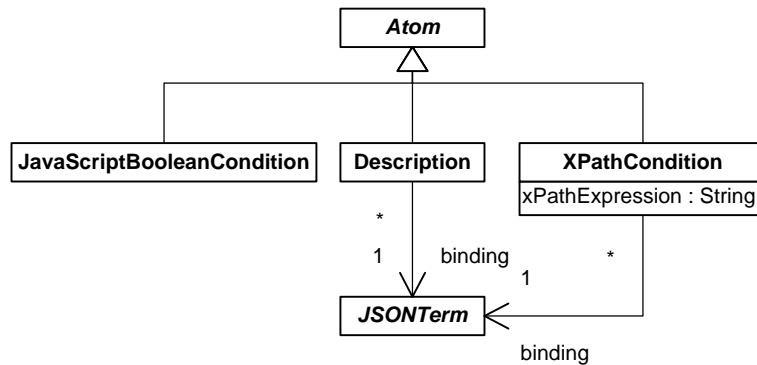 Atom
JavaScriptBooleanCondition
Description
XPathCondition
xPathExpression : String
*
1
binding
*
1
JSONTerm
binding